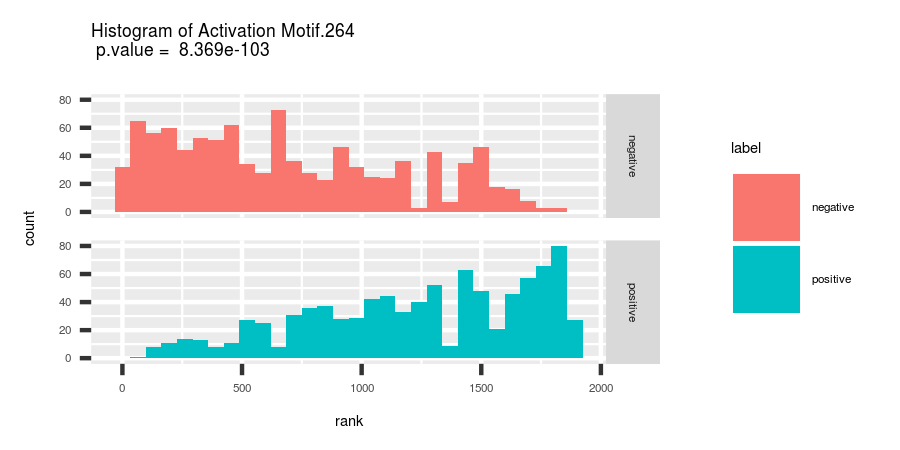 Histogram of Activation Motif.264
p.value = 8.369e-103
count
80
60
40
20
0
negative
80
60
40
20
0
positive
0 500 1000 1500 2000
rank
label
negative
positive